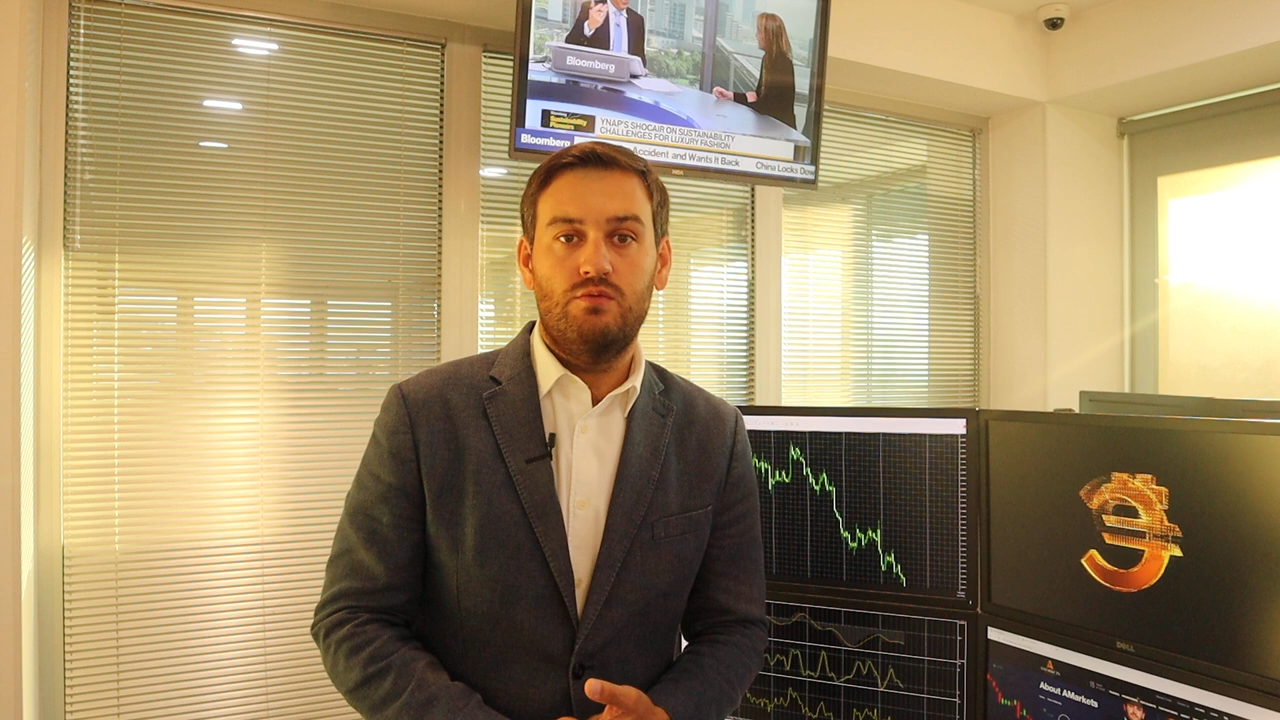 Bloomberg
Sustainability
YNAP'S SHOCAIR ON SUSTAINABILITY
CHALLENGES FOR LUXURY FASHION
Bloomberg
Accident and Wants It Back China Locks Dow
DELL
About AMarkets